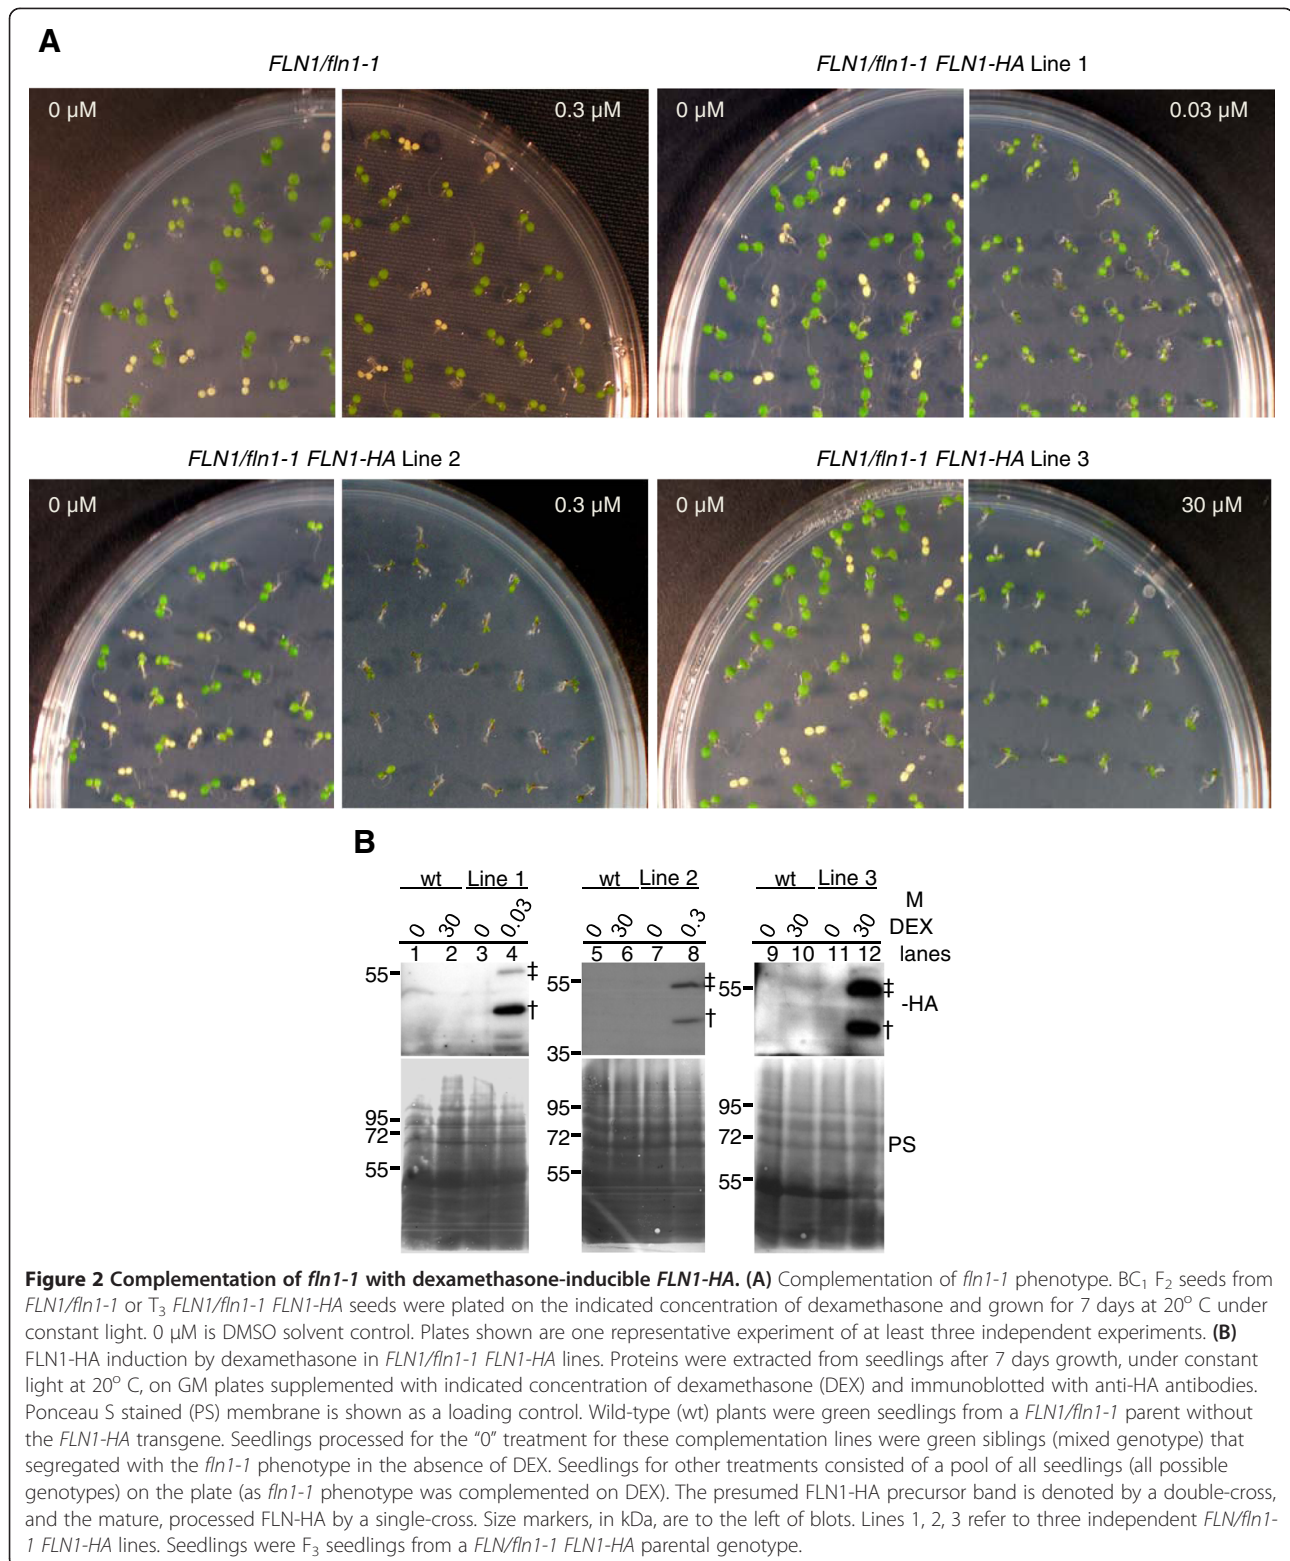 A
FLN1/fln1-1
FLN1/fln1-1 FLN1-HA Line 1
0 μM
0.3 μM
0 μM
0.03 μM
FLN1/fln1-1 FLN1-HA Line 2
FLN1/fln1-1 FLN1-HA Line 3
0 μM
0.3 μM
0 μM
30 μM
B
wt Line 1
wt Line 2
wt Line 3
M
0 30 0 0.03
0 30 0 0.3
0 30 0 30
DEX
1 2 3 4
5 6 7 8
9 10 11 12
lanes
55 ‡
†
55 ‡
†
35
55 ‡
†
-HA
95
72
55
95
72
55
95
72
55
PS
Figure 2 Complementation of fln1-1 with dexamethasone-inducible FLN1-HA. (A) Complementation of fln1-1 phenotype. BC1 F2 seeds from
FLN1/fln1-1 or T3 FLN1/fln1-1 FLN1-HA seeds were plated on the indicated concentration of dexamethasone and grown for 7 days at 20° C under
constant light. 0 μM is DMSO solvent control. Plates shown are one representative experiment of at least three independent experiments. (B)
FLN1-HA induction by dexamethasone in FLN1/fln1-1 FLN1-HA lines. Proteins were extracted from seedlings after 7 days growth, under constant
light at 20° C, on GM plates supplemented with indicated concentration of dexamethasone (DEX) and immunoblotted with anti-HA antibodies.
Ponceau S stained (PS) membrane is shown as a loading control. Wild-type (wt) plants were green seedlings from a FLN1/fln1-1 parent without
the FLN1-HA transgene. Seedlings processed for the "0" treatment for these complementation lines were green siblings (mixed genotype) that
segregated with the fln1-1 phenotype in the absence of DEX. Seedlings for other treatments consisted of a pool of all seedlings (all possible
genotypes) on the plate (as fln1-1 phenotype was complemented on DEX). The presumed FLN1-HA precursor band is denoted by a double-cross,
and the mature, processed FLN-HA by a single-cross. Size markers, in kDa, are to the left of blots. Lines 1, 2, 3 refer to three independent FLN/fln1-
1 FLN1-HA lines. Seedlings were F3 seedlings from a FLN/fln1-1 FLN1-HA parental genotype.